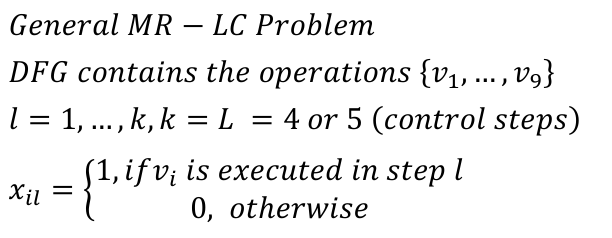 General MR − LC Problem
DFG contains the operations {v₁, … , v₉}
l = 1, … , k, k = L = 4 or 5 (control steps)
xᵢₗ = {1, if vᵢ is executed in step l
0, otherwise